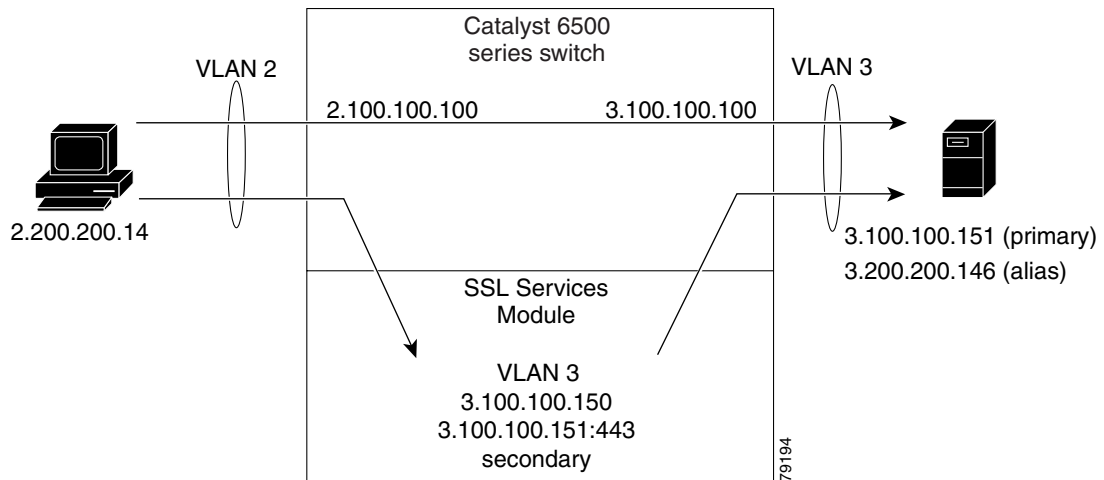 Catalyst 6500
series switch
VLAN 2
VLAN 3
2.100.100.100
3.100.100.100
2.200.200.14
3.100.100.151 (primary)
3.200.200.146 (alias)
SSL Services
Module
VLAN 3
3.100.100.150
3.100.100.151:443
secondary
79194